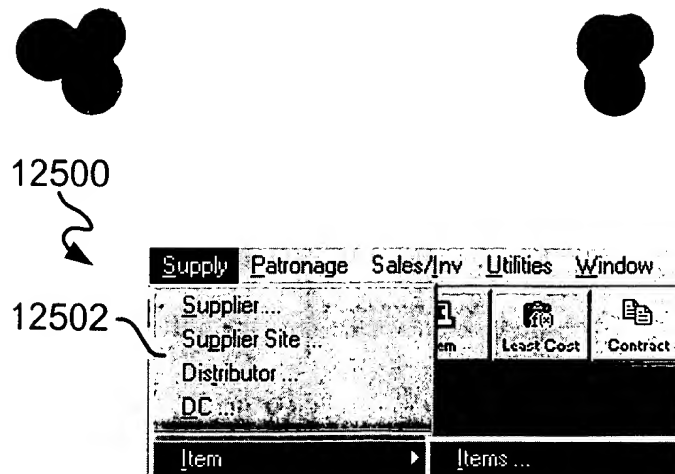 12500
Supply Patronage Sales/Inv Utilities Window
12502
Supplier ...
Supplier Site ...
Distributor ...
DC ...
Least Cost
Contract
Item
Items ...